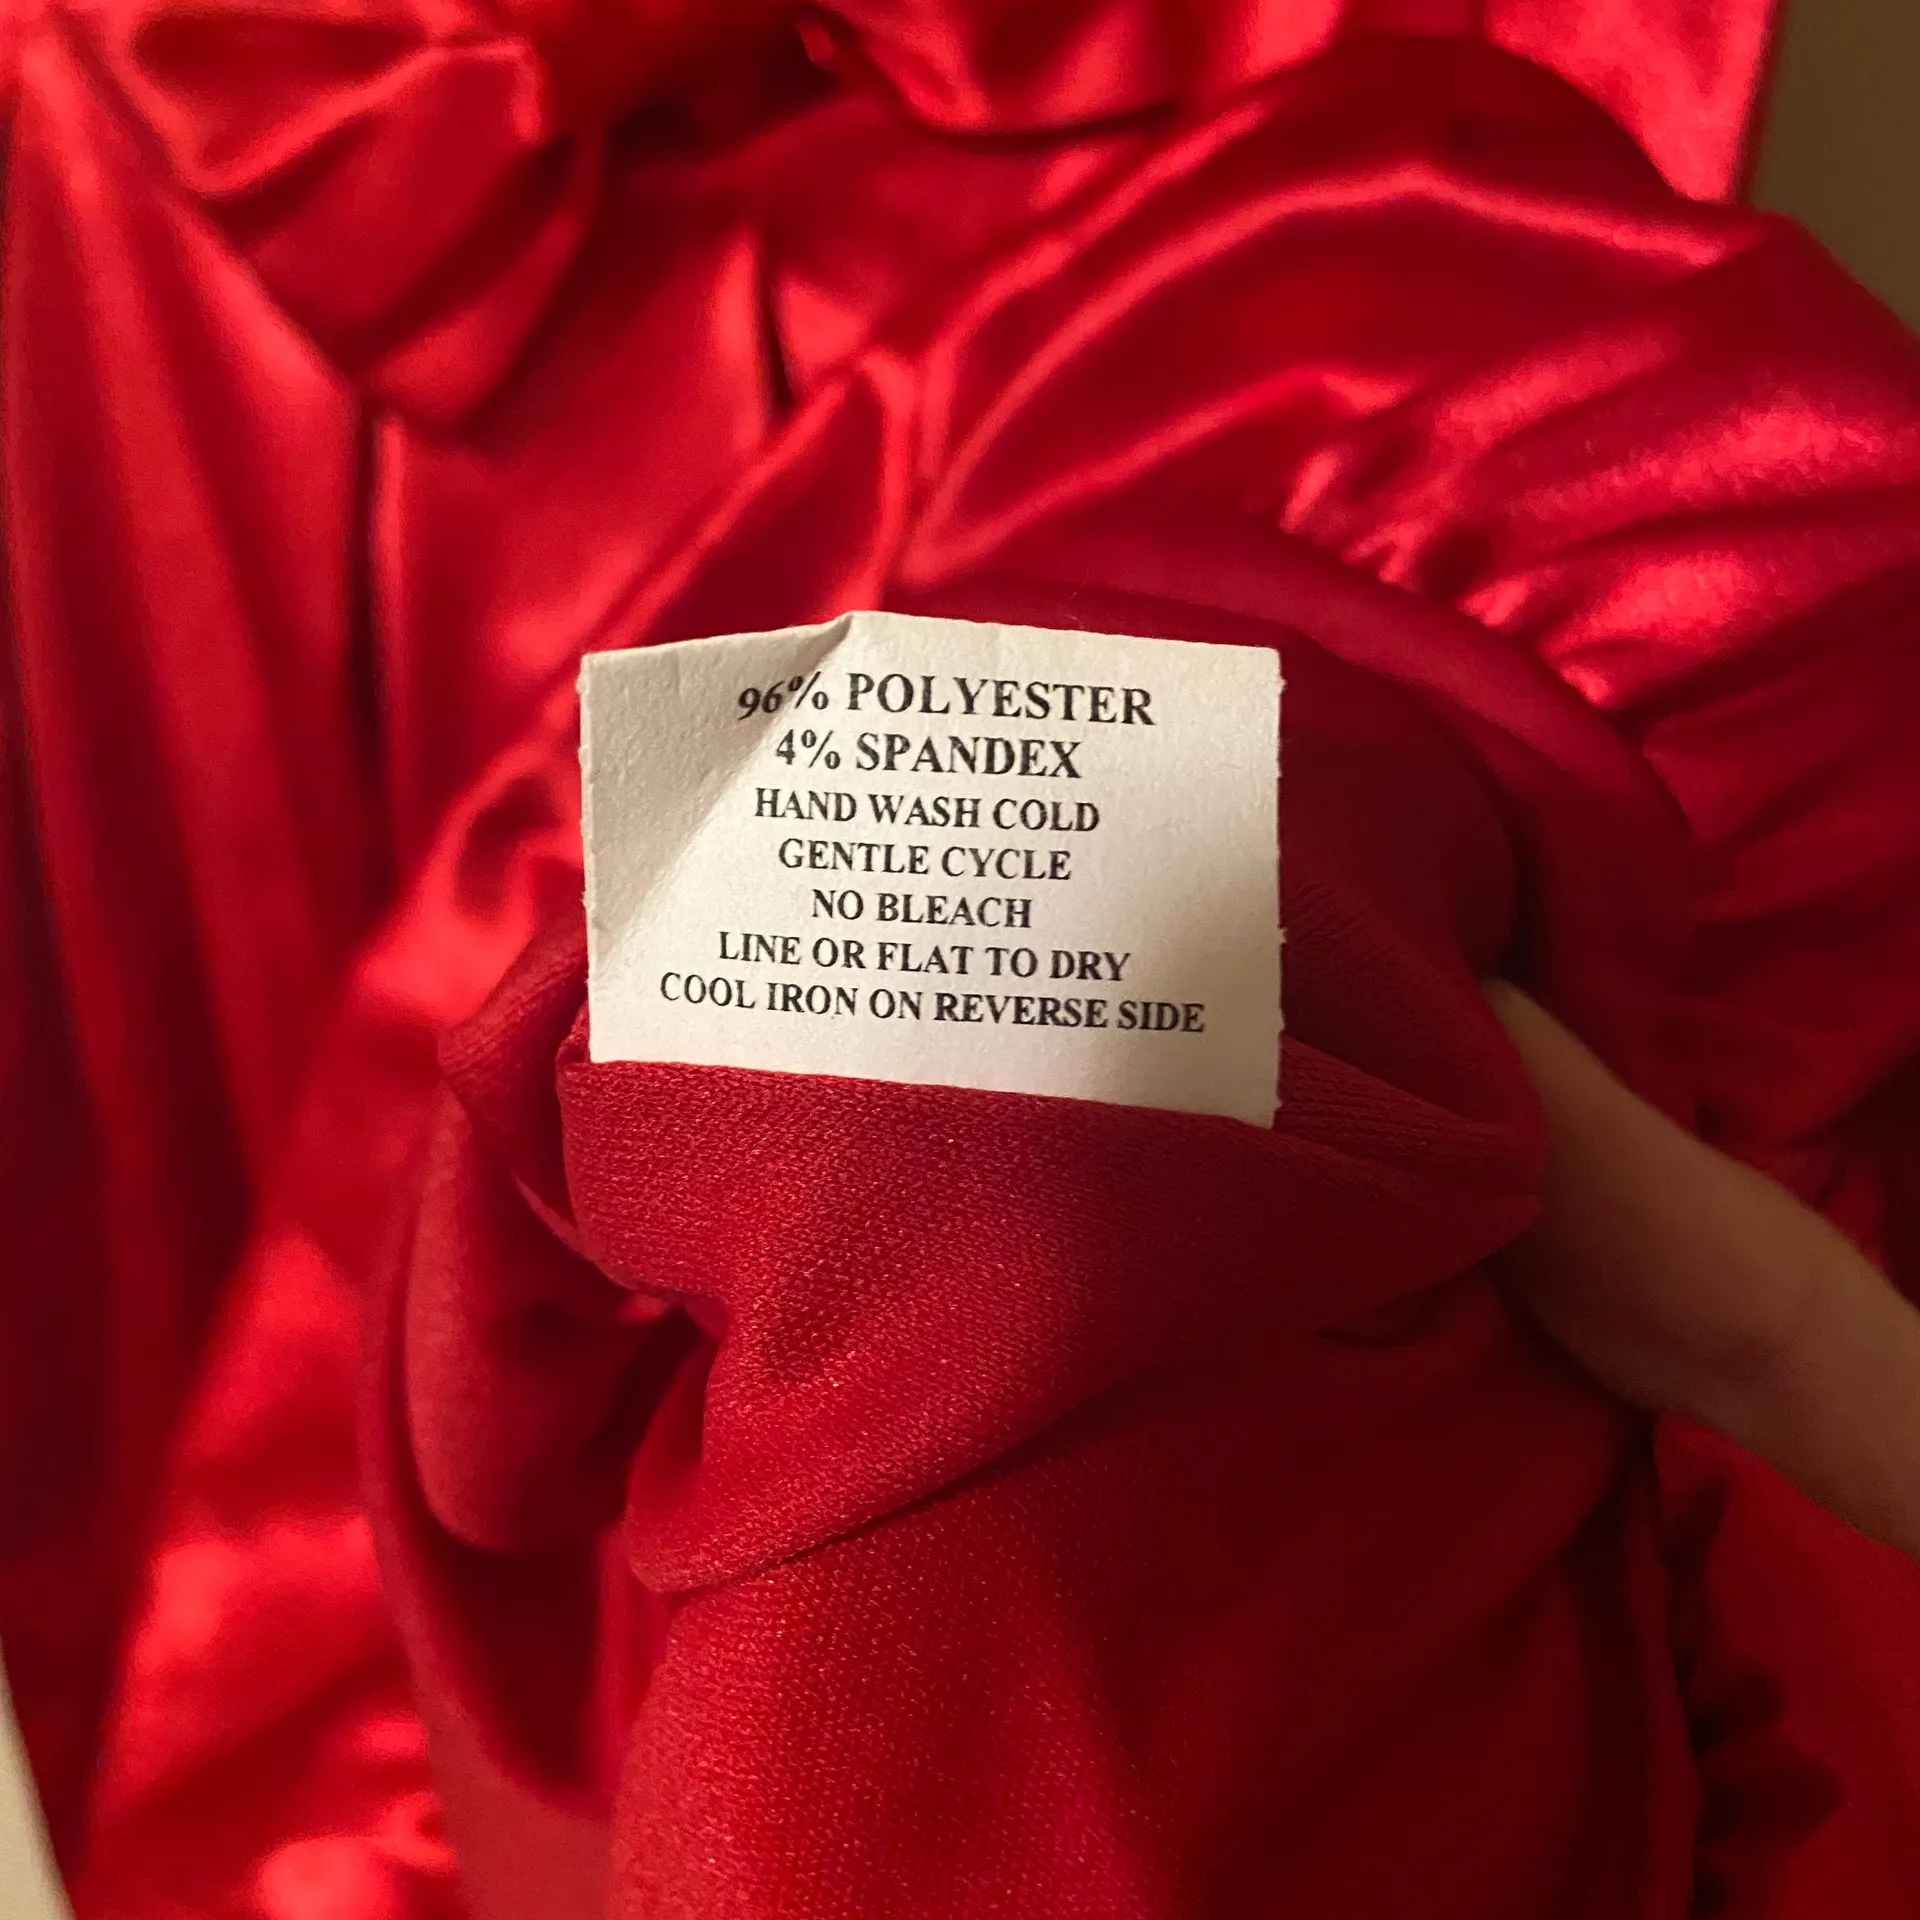 96% POLYESTER
4% SPANDEX
HAND WASH COLD
GENTLE CYCLE
NO BLEACH
LINE OR FLAT TO DRY
COOL IRON ON REVERSE SIDE